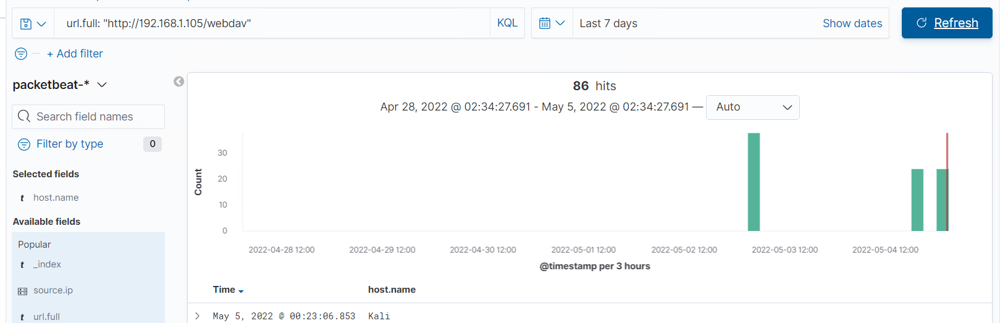 url.full: "http://192.168.1.105/webdav" KQL Last 7 days Show dates Refresh
+ Add filter
packetbeat-*
Search field names
Filter by type 0
Selected fields
t host.name
Available fields
Popular
t _index
source.ip
t url.full
86 hits
Apr 28, 2022 @ 02:34:27.691 - May 5, 2022 @ 02:34:27.691 — Auto
Count
30
20
10
0
2022-04-28 12:00 2022-04-29 12:00 2022-04-30 12:00 2022-05-01 12:00 2022-05-02 12:00 2022-05-03 12:00 2022-05-04 12:00
@timestamp per 3 hours
Time host.name
May 5, 2022 @ 00:23:06.853 Kali